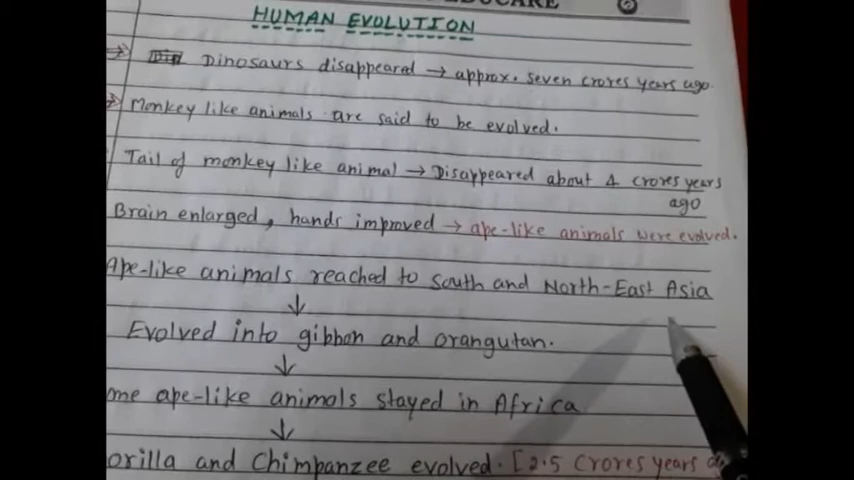 HUMAN EVOLUTION
Dinosaurs disappeared → approx. seven crores years ago.
Monkey like animals are said to be evolved.
Tail of monkey like animal → Disappeared about 4 crores years
ago
Brain enlarged, hands improved → ape-like animals were evolved.
Ape-like animals reached to South and North-East Asia
↓
Evolved into gibbon and orangutan.
↓
me ape-like animals stayed in Africa
↓
orilla and Chimpanzee evolved. [2.5 crores years